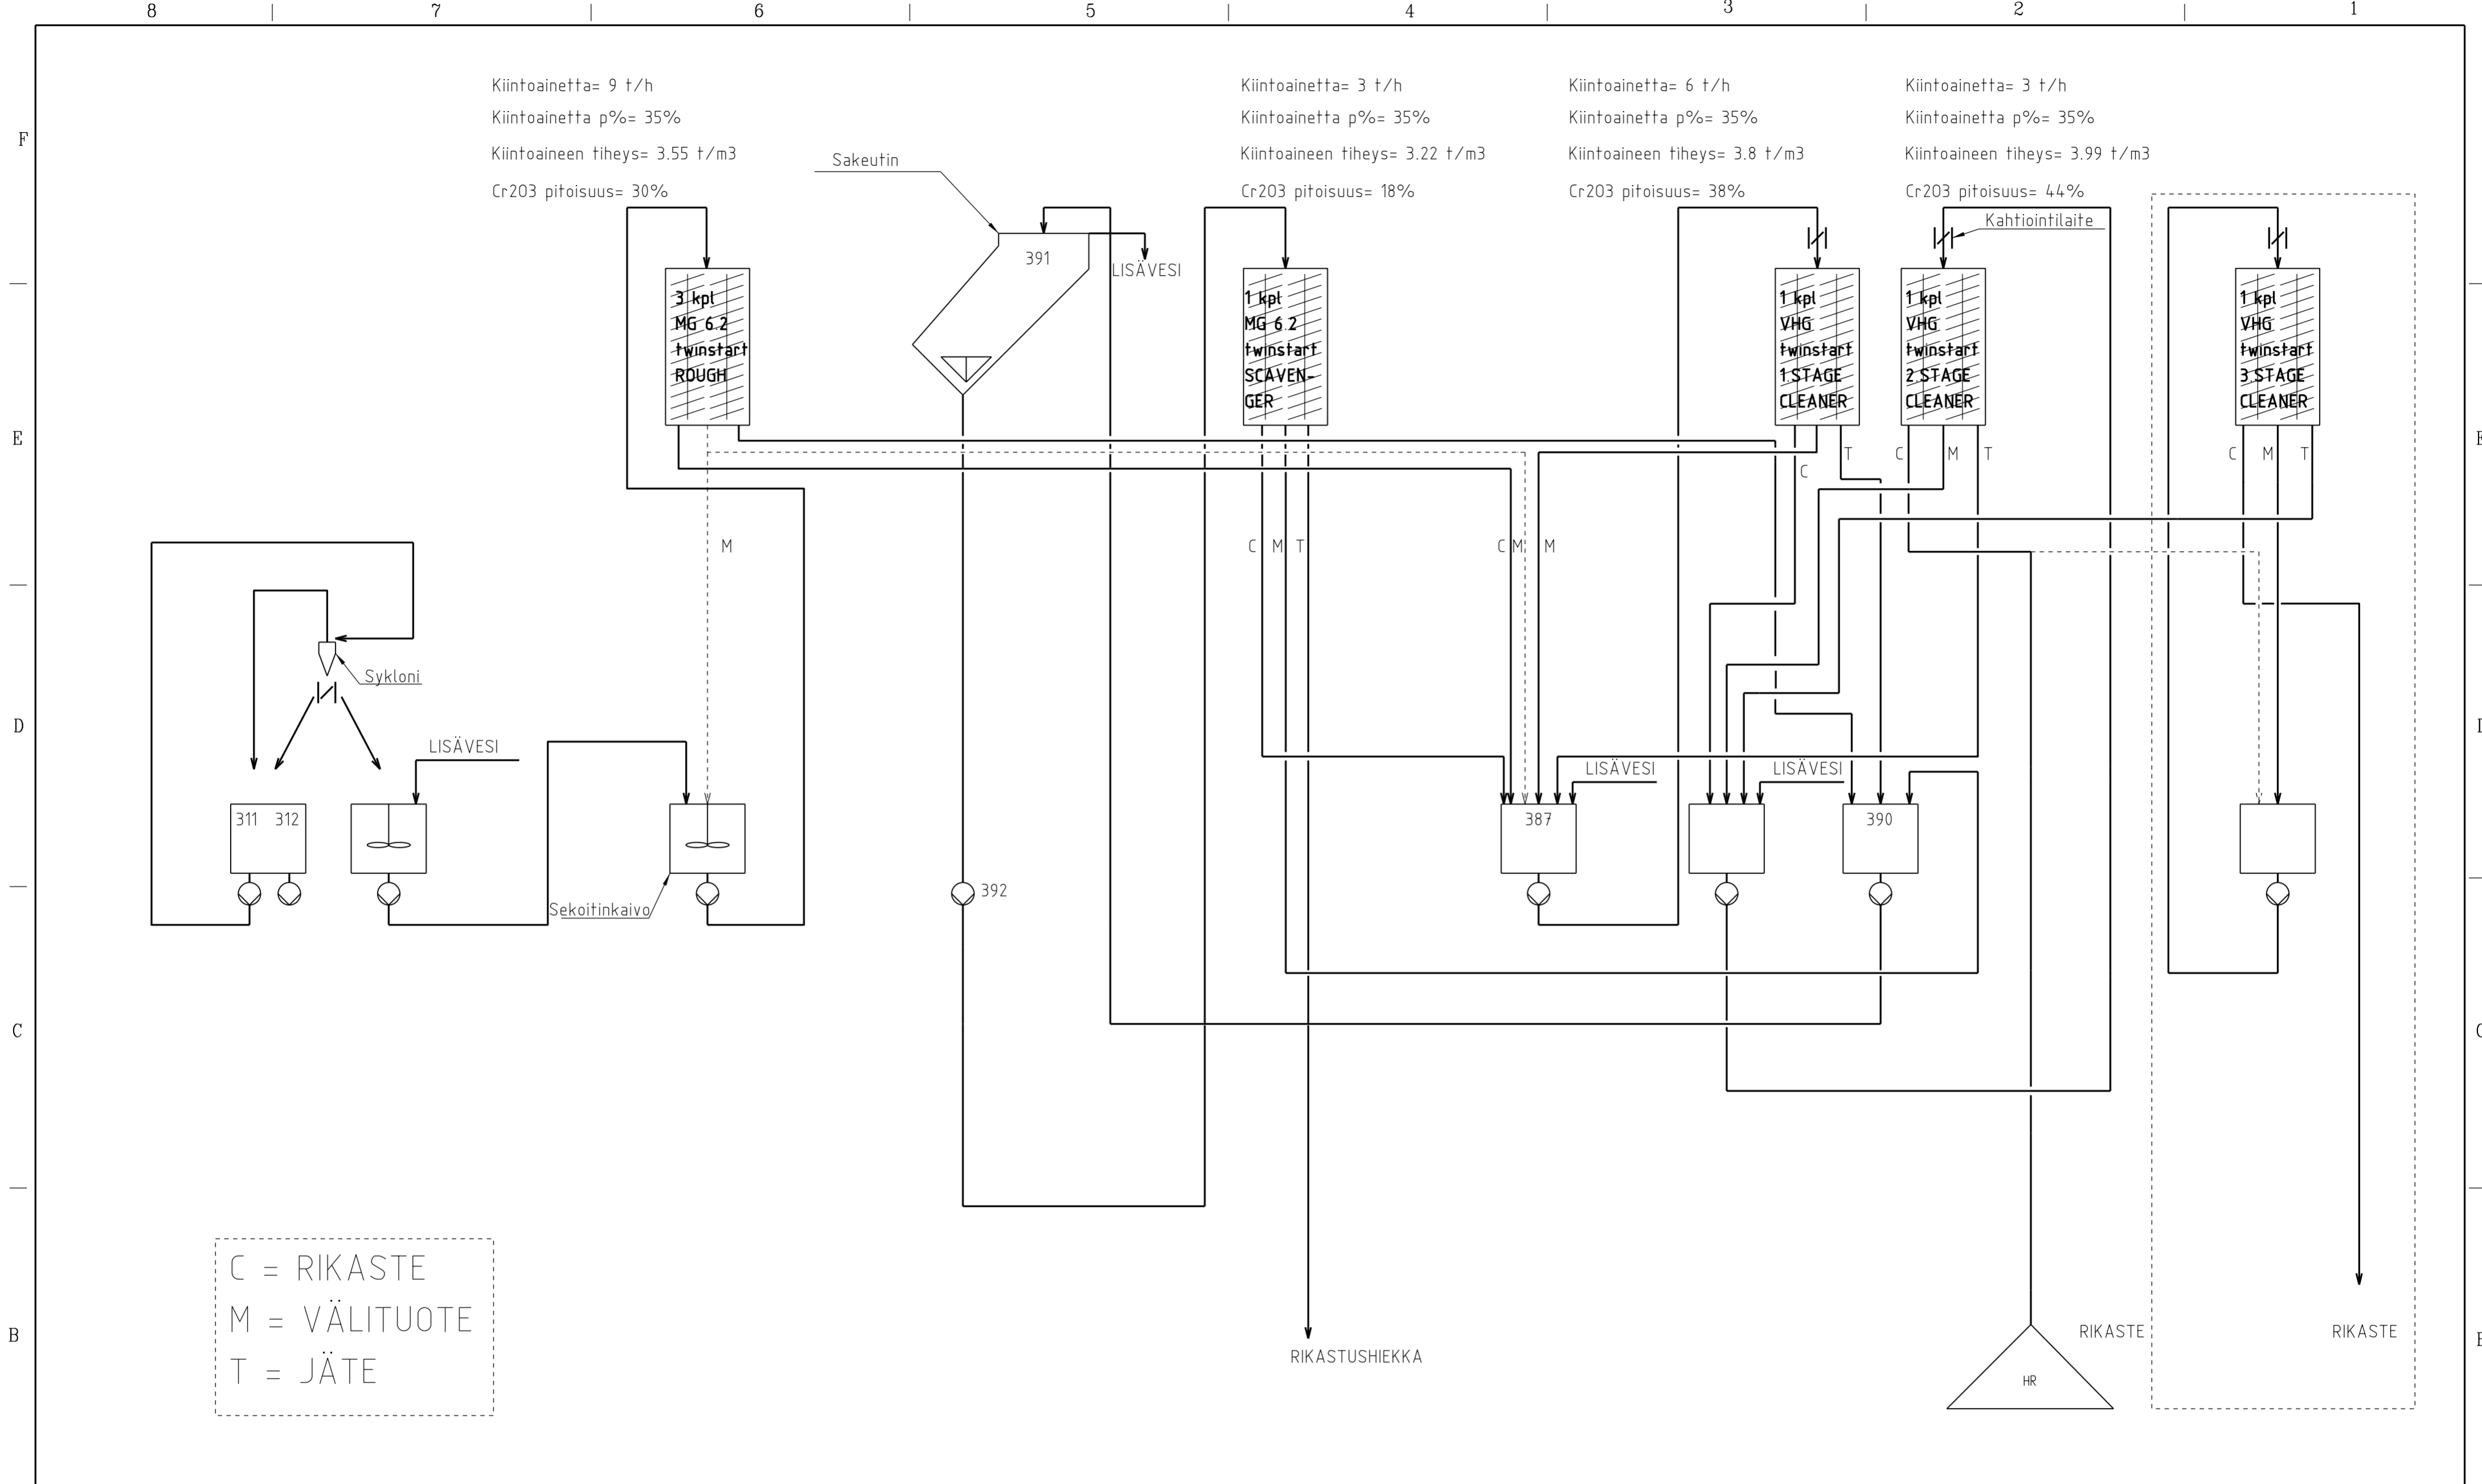 8 7 6 5 4 3 2 1
F
E
D
C
B
Kiintoainetta= 9 t/h
Kiintoainetta p%= 35%
Kiintoaineen tiheys= 3.55 t/m3
Cr2O3 pitoisuus= 30%
Kiintoainetta= 3 t/h
Kiintoainetta p%= 35%
Kiintoaineen tiheys= 3.22 t/m3
Cr2O3 pitoisuus= 18%
Kiintoainetta= 6 t/h
Kiintoainetta p%= 35%
Kiintoaineen tiheys= 3.8 t/m3
Cr2O3 pitoisuus= 38%
Kiintoainetta= 3 t/h
Kiintoainetta p%= 35%
Kiintoaineen tiheys= 3.99 t/m3
Cr2O3 pitoisuus= 44%
Sakeutin
391
LISÄVESI
Kahtiointilaite
3 kpl
MG 6.2
twinstart
ROUGH
1 kpl
MG 6.2
twinstart
SCAVEN-
GER
1 kpl
VHG
twinstart
1.STAGE
CLEANER
1 kpl
VHG
twinstart
2.STAGE
CLEANER
1 kpl
VHG
twinstart
3.STAGE
CLEANER
C T C M T
C M T
M
C M T
C M M
Sykloni
LISÄVESI
LISÄVESI
LISÄVESI
311 312
387
390
392
Sekoitinkaivo
C = RIKASTE
M = VÄLITUOTE
T = JÄTE
RIKASTUSHIEKKA
RIKASTE
HR
RIKASTE